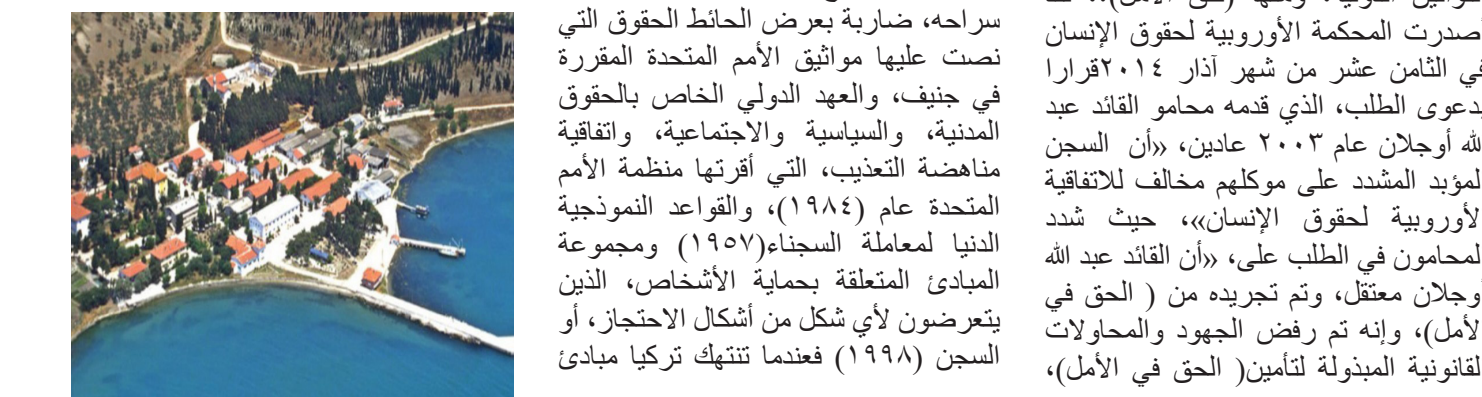 صدرت المحكمة الأوروبية لحقوق الإنسان
في الثامن عشر من شهر آذار ٢٠١٤قرارا
بدعوى الطلب، الذي قدمه محامو القائد عبد
الله أوجلان عام ٢٠٠٣ عادين، «أن السجن
لمؤبد المشدد على موكلهم مخالف للاتفاقية
لأوروبية لحقوق الإنسان»، حيث شدد
لمحامون في الطلب على، «أن القائد عبد الله
أوجلان معتقل، وتم تجريده من ( الحق في
لأمل)، وإنه تم رفض الجهود والمحاولات
لقانونية المبذولة لتأمين( الحق في الأمل)،
سراحه، ضاربة بعرض الحائط الحقوق التي
نصت عليها مواثيق الأمم المتحدة المقررة
في جنيف، والعهد الدولي الخاص بالحقوق
المدنية، والسياسية والاجتماعية، واتفاقية
مناهضة التعذيب، التي أقرتها منظمة الأمم
المتحدة عام (١٩٨٤)، والقواعد النموذجية
الدنيا لمعاملة السجناء(١٩٥٧) ومجموعة
المبادئ المتعلقة بحماية الأشخاص، الذين
يتعرضون لأي شكل من أشكال الاحتجاز، أو
السجن (١٩٩٨) فعندما تنتهك تركيا مبادئ